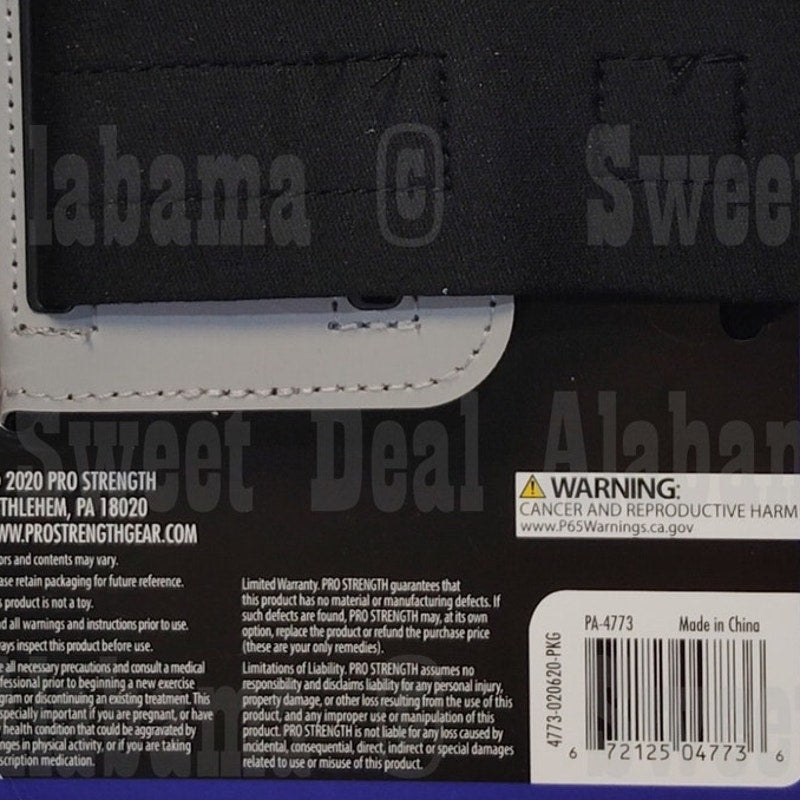 labama © Sweet
Sweet Deal Alabam
2020 PRO STRENGTH
THLEHEM, PA 18020
WW.PROSTRENGTHGEAR.COM
ors and contents may vary.
ase retain packaging for future reference.
s product is not a toy.
d all warnings and instructions prior to use.
ays inspect this product before use.
e all necessary precautions and consult a medical
fessional prior to beginning a new exercise
gram or discontinuing an existing treatment. This
specially important if you are pregnant, or have
health condition that could be aggravated by
nges in physical activity, or if you are taking
scription medication.
Limited Warranty. PRO STRENGTH guarantees that
this product has no material or manufacturing defects. If
such defects are found, PRO STRENGTH may, at its own
option, replace the product or refund the purchase price
(these are your only remedies).
Limitations of Liability. PRO STRENGTH assumes no
responsibility and disclaims liability for any personal injury,
property damage, or other loss resulting from the use of this
product, and any improper use or manipulation of this
product. PRO STRENGTH is not liable for any loss caused by
incidental, consequential, direct, indirect or special damages
related to use or misuse of this product.
WARNING:
CANCER AND REPRODUCTIVE HARM
www.P65Warnings.ca.gov
PA-4773 Made in China
4773-020620-PKG
6 72125 04773 6
labama © Sweet